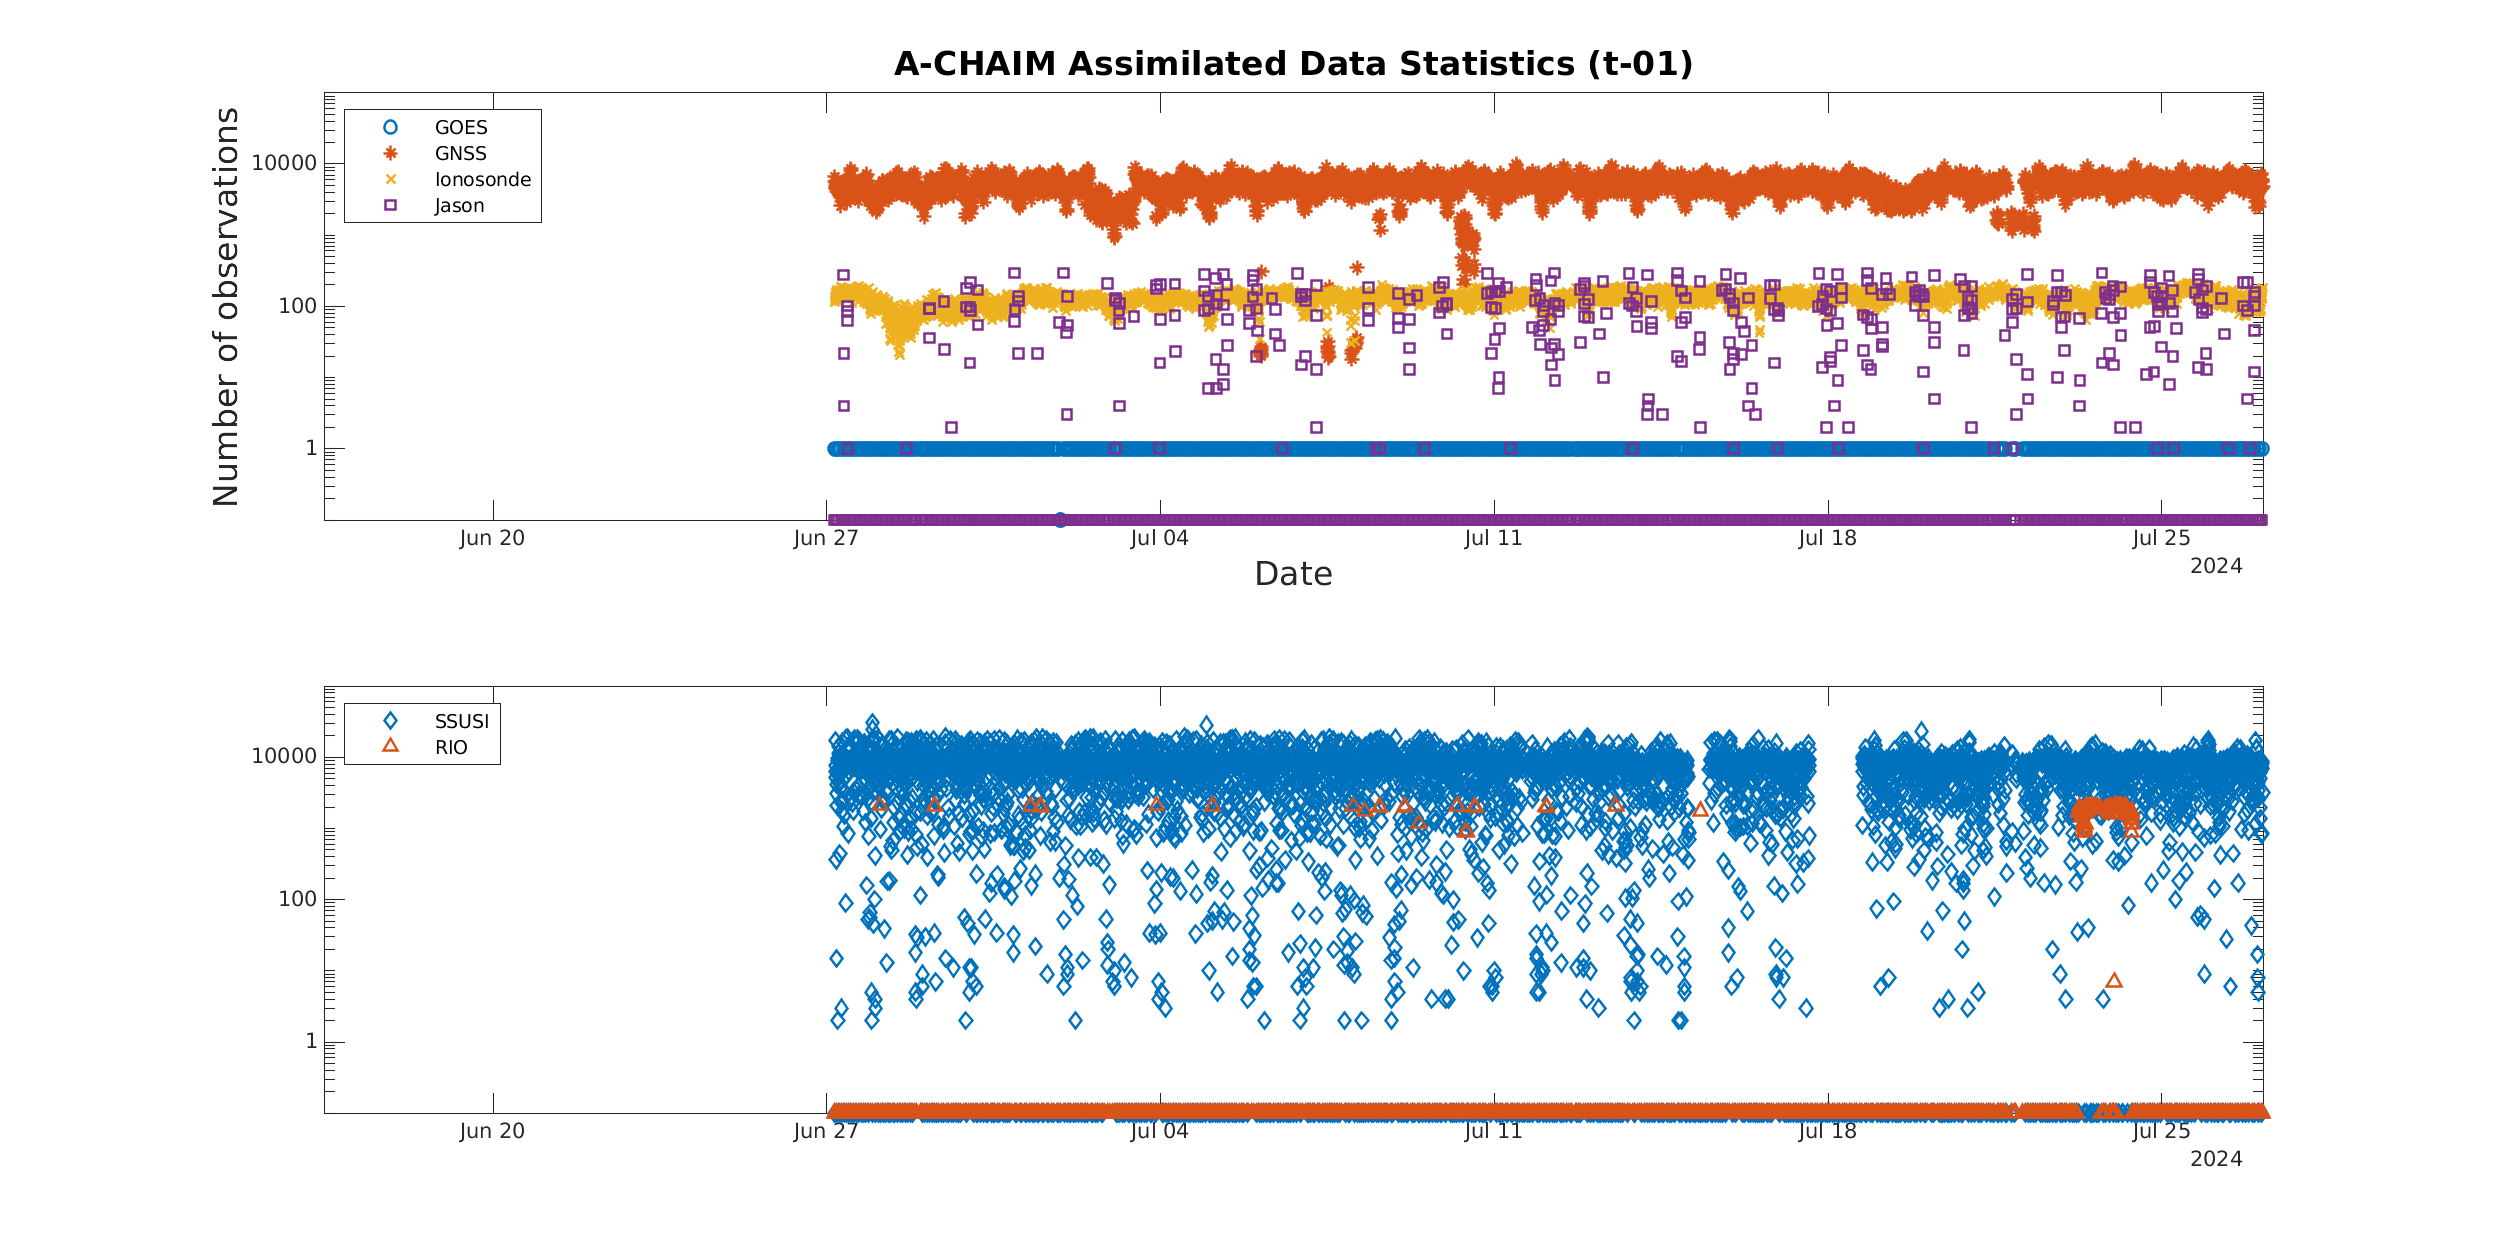 A-CHAIM Assimilated Data Statistics (t-01)
Number of observations
10000
100
1
GOES
GNSS
Ionosonde
Jason
Jun 20
Jun 27
Jul 04
Jul 11
Jul 18
Jul 25
2024
Date
10000
100
1
SSUSI
RIO
Jun 20
Jun 27
Jul 04
Jul 11
Jul 18
Jul 25
2024